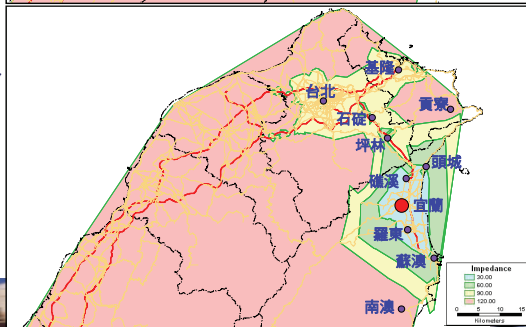 基隆
台北
貢寮
石碇
坪林
頭城
礁溪
宜蘭
羅東
蘇澳
南澳
Impedance
30.00
60.00
90.00
120.00
0 5 10 15
Kilometers